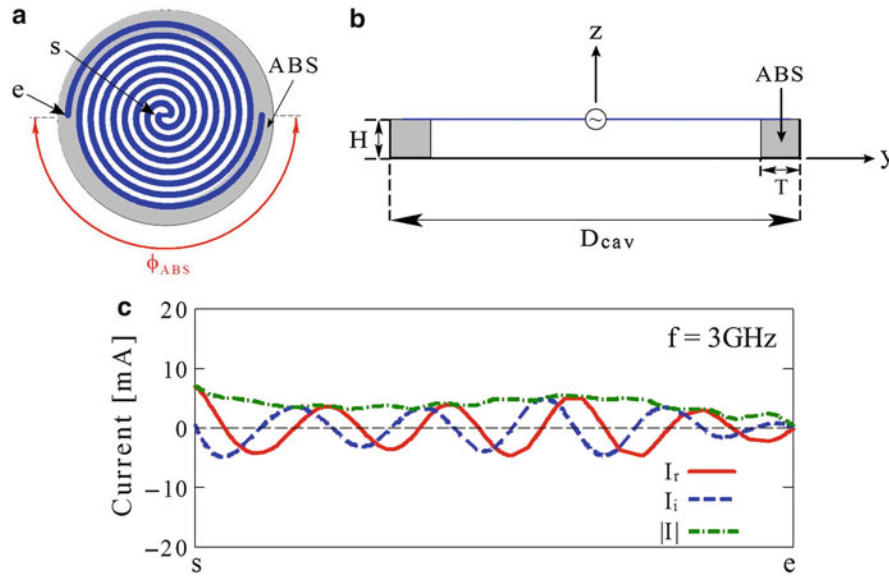 a
s
e
ABS
ϕABS
b
z
~
ABS
H
y
T
Dcav
c
20
10
0
−10
−20
Current [mA]
f = 3GHz
Ir
Ii
|I|
s
e